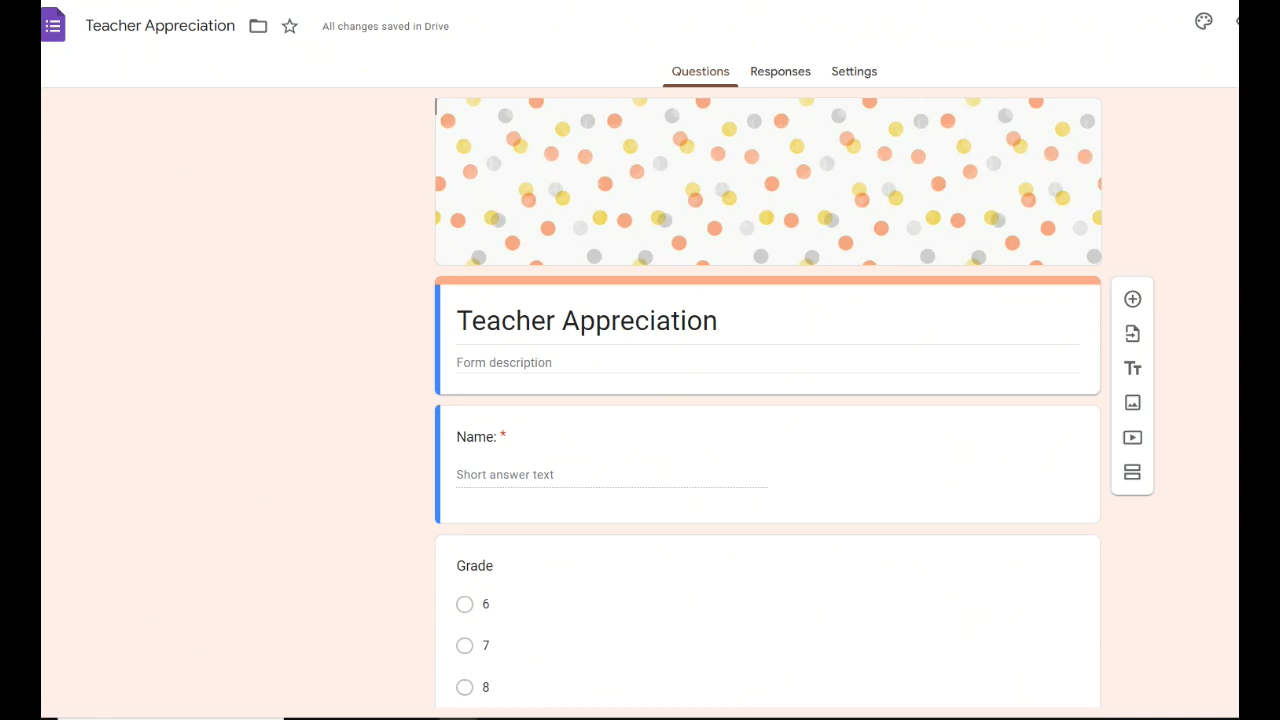 Teacher Appreciation
All changes saved in Drive
Questions Responses Settings
Teacher Appreciation
Form description
Name: *
Short answer text
Grade
6
7
8